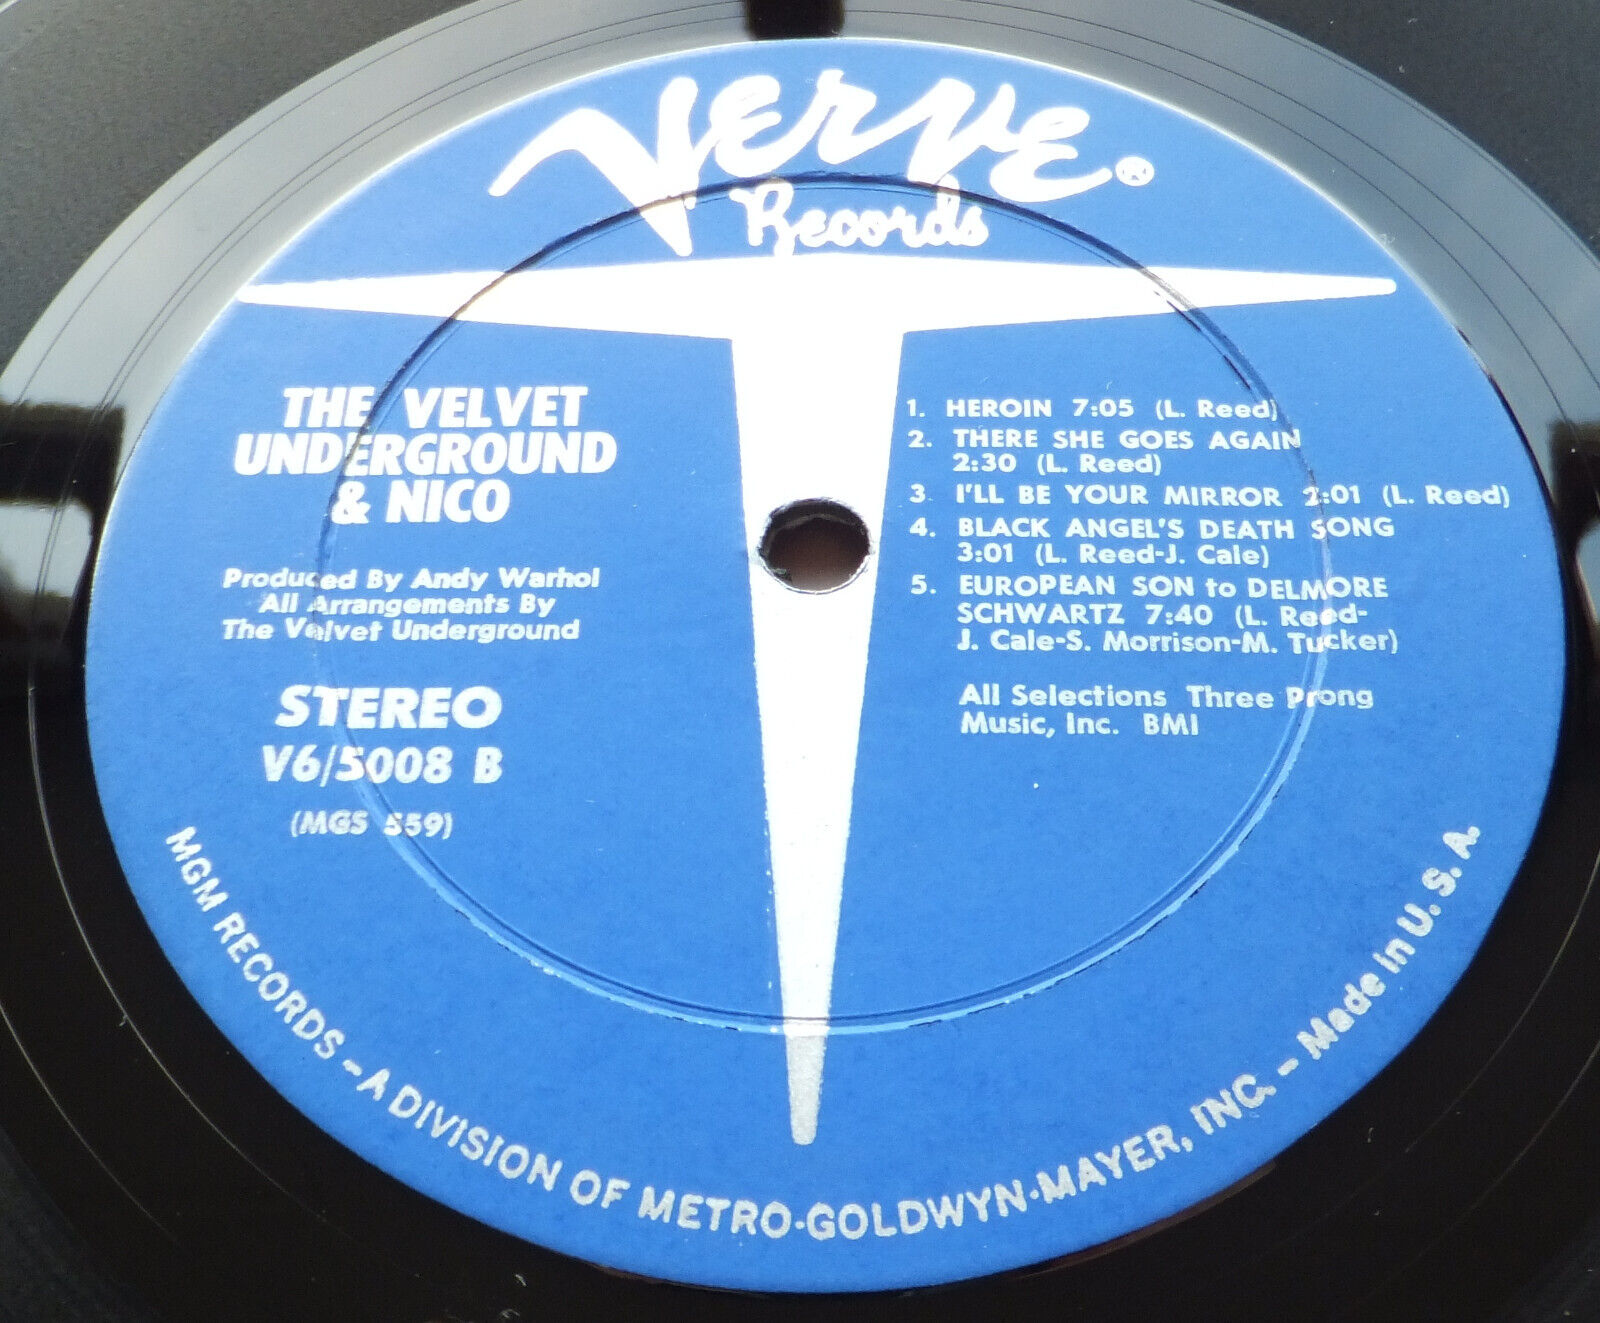 Verve®
Records
THE VELVET
UNDERGROUND
& NICO
Produced By Andy Warhol
All Arrangements By
The Velvet Underground
STEREO
V6/5008 B
(MGS 559)
1. HEROIN 7:05 (L. Reed)
2. THERE SHE GOES AGAIN
2:30 (L. Reed)
3. I'LL BE YOUR MIRROR 2:01 (L. Reed)
4. BLACK ANGEL'S DEATH SONG
3:01 (L. Reed-J. Cale)
5. EUROPEAN SON to DELMORE
SCHWARTZ 7:40 (L. Reed-
J. Cale-S. Morrison-M. Tucker)
All Selections Three Prong
Music, Inc. BMI
MGM RECORDS – A DIVISION OF METRO-GOLDWYN-MAYER, INC. – Made in U. S. A.